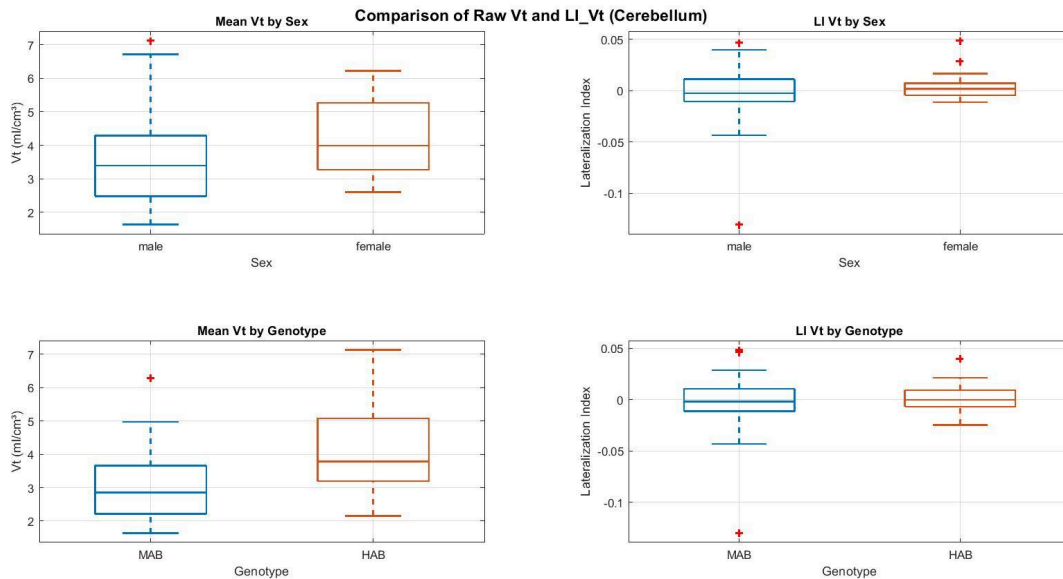 Comparison of Raw Vt and LI_Vt (Cerebellum)
Mean Vt by Sex
7
6
5
4
3
2
Vt (ml/cm³)
male
female
Sex
LI Vt by Sex
0.05
0
-0.05
-0.1
Lateralization Index
male
female
Sex
Mean Vt by Genotype
7
6
5
4
3
2
Vt (ml/cm³)
MAB
HAB
Genotype
LI Vt by Genotype
0.05
0
-0.05
-0.1
Lateralization Index
MAB
HAB
Genotype